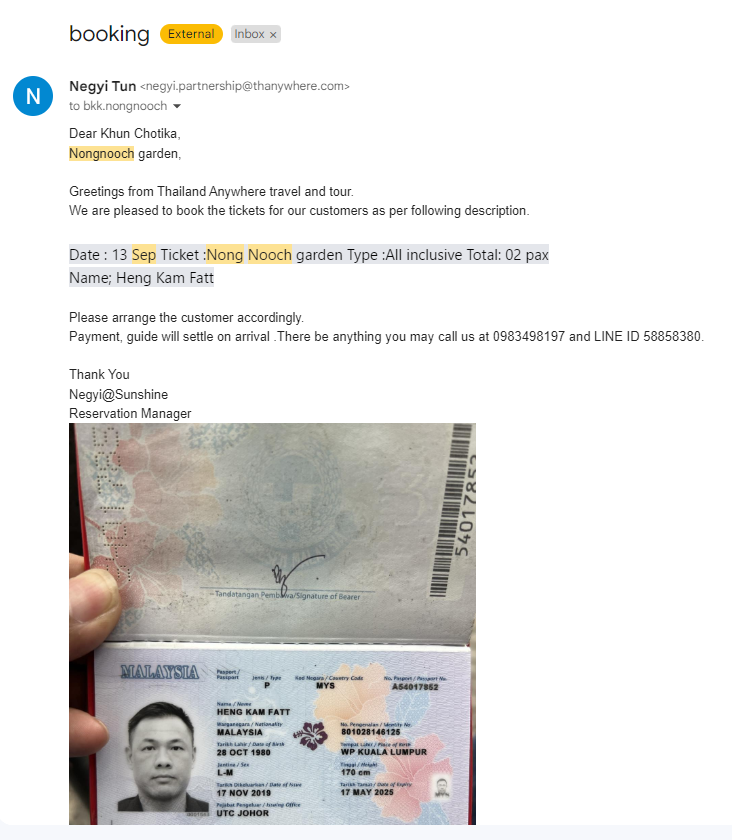 booking External Inbox ×
N
Negyi Tun <negyi.partnership@thanywhere.com>
to bkk.nongnooch
Dear Khun Chotika,
Nongnooch garden,
Greetings from Thailand Anywhere travel and tour.
We are pleased to book the tickets for our customers as per following description.
Date : 13 Sep Ticket :Nong Nooch garden Type :All inclusive Total: 02 pax
Name; Heng Kam Fatt
Please arrange the customer accordingly.
Payment, guide will settle on arrival .There be anything you may call us at 0983498197 and LINE ID 58858380.
Thank You
Negyi@Sunshine
Reservation Manager
Tandatangan Pembawa/Signature of Bearer
MALAYSIA
Pasport / Passport
Jenis / Type
Kod Negara / Country Code
No. Pasport / Passport No.
P
MYS
A54017852
Nama / Name
HENG KAM FATT
Warganegara / Nationality
No. Pengenalan / Identity No.
MALAYSIA
801028146125
Tarikh Lahir / Date of Birth
Tempat Lahir / Place of Birth
28 OCT 1980
WP KUALA LUMPUR
Jantina / Sex
Tinggi / Height
L-M
170 cm
Tarikh Dikeluarkan / Date of Issue
Tarikh Tamat / Date of Expiry
17 NOV 2019
17 MAY 2025
Pejabat Pengeluar / Issuing Office
UTC JOHOR